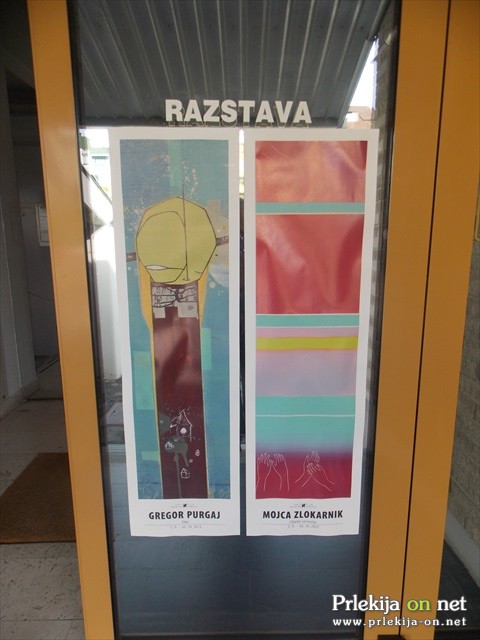 RAZSTAVA
GREGOR PURGAJ
MOJCA ZLOKARNIK
Prlekija on net
www.prlekija-on.net